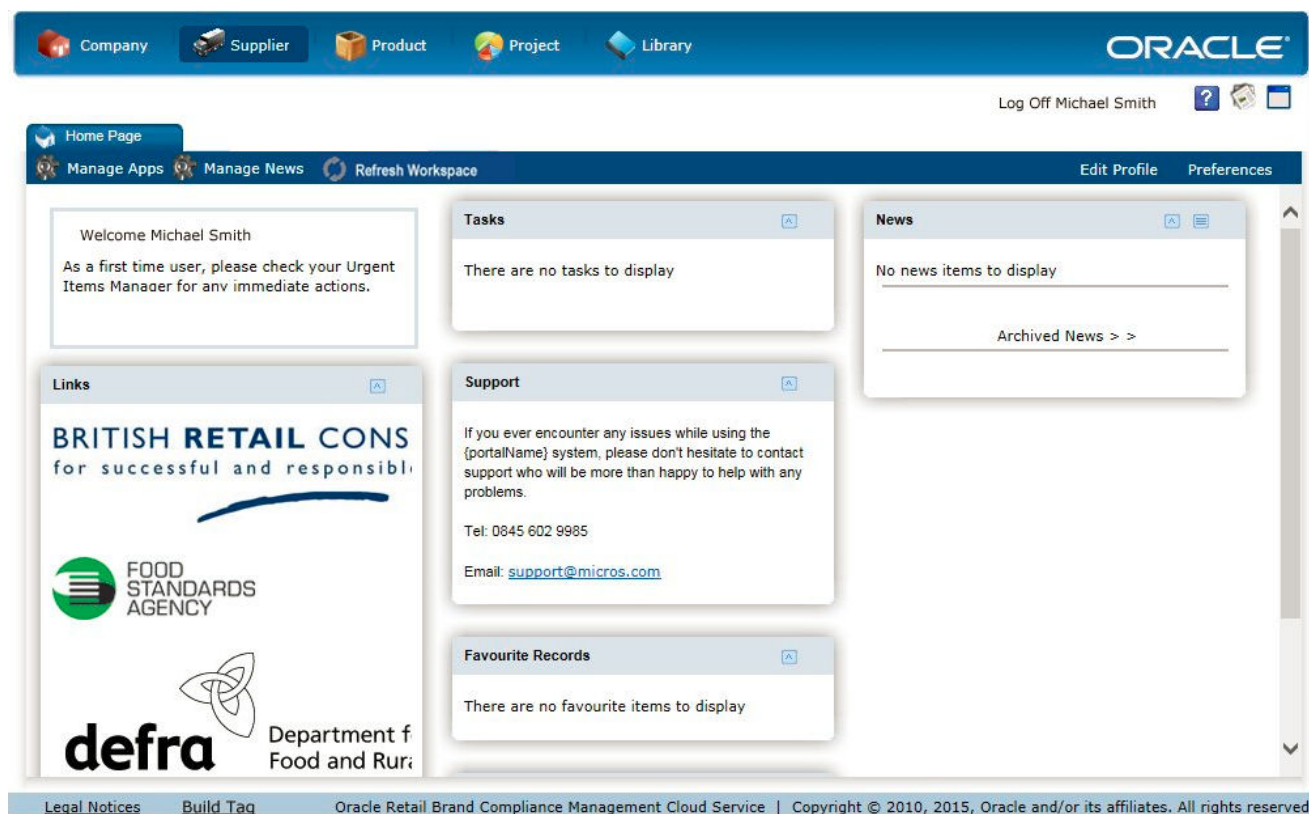 Company Supplier Product Project Library ORACLE
Log Off Michael Smith ?
Home Page
Manage Apps Manage News Refresh Workspace Edit Profile Preferences
Welcome Michael Smith
As a first time user, please check your Urgent
Items Manager for any immediate actions.
Links
BRITISH RETAIL CONS
for successful and responsibl
FOOD
STANDARDS
AGENCY
defra
Department f
Food and Rura
Tasks
There are no tasks to display
Support
If you ever encounter any issues while using the
{portalName} system, please don't hesitate to contact
support who will be more than happy to help with any
problems.
Tel: 0845 602 9985
Email: support@micros.com
Favourite Records
There are no favourite items to display
News
No news items to display
Archived News > >
Legal Notices Build Tag Oracle Retail Brand Compliance Management Cloud Service | Copyright © 2010, 2015, Oracle and/or its affiliates. All rights reserved